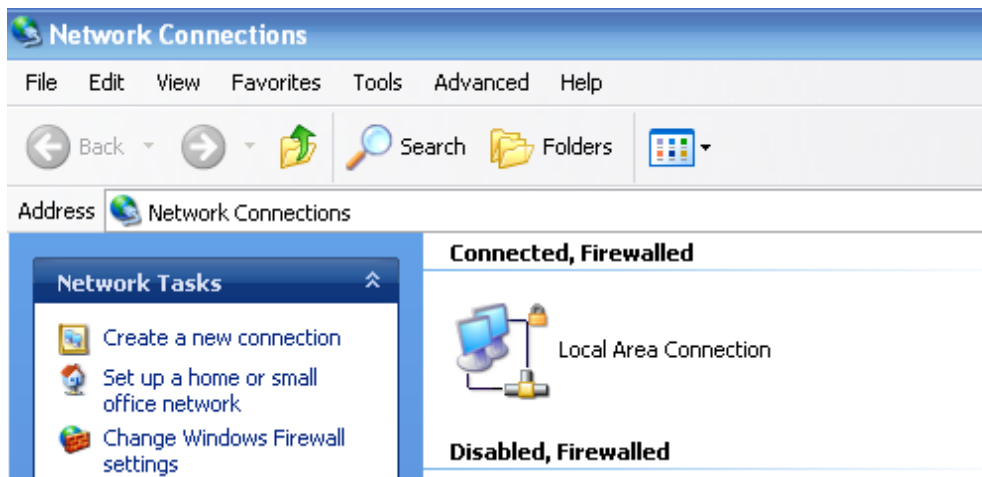 Network Connections
File Edit View Favorites Tools Advanced Help
Back Search Folders
Address Network Connections
Network Tasks
Create a new connection
Set up a home or small
office network
Change Windows Firewall
settings
Connected, Firewalled
Local Area Connection
Disabled, Firewalled